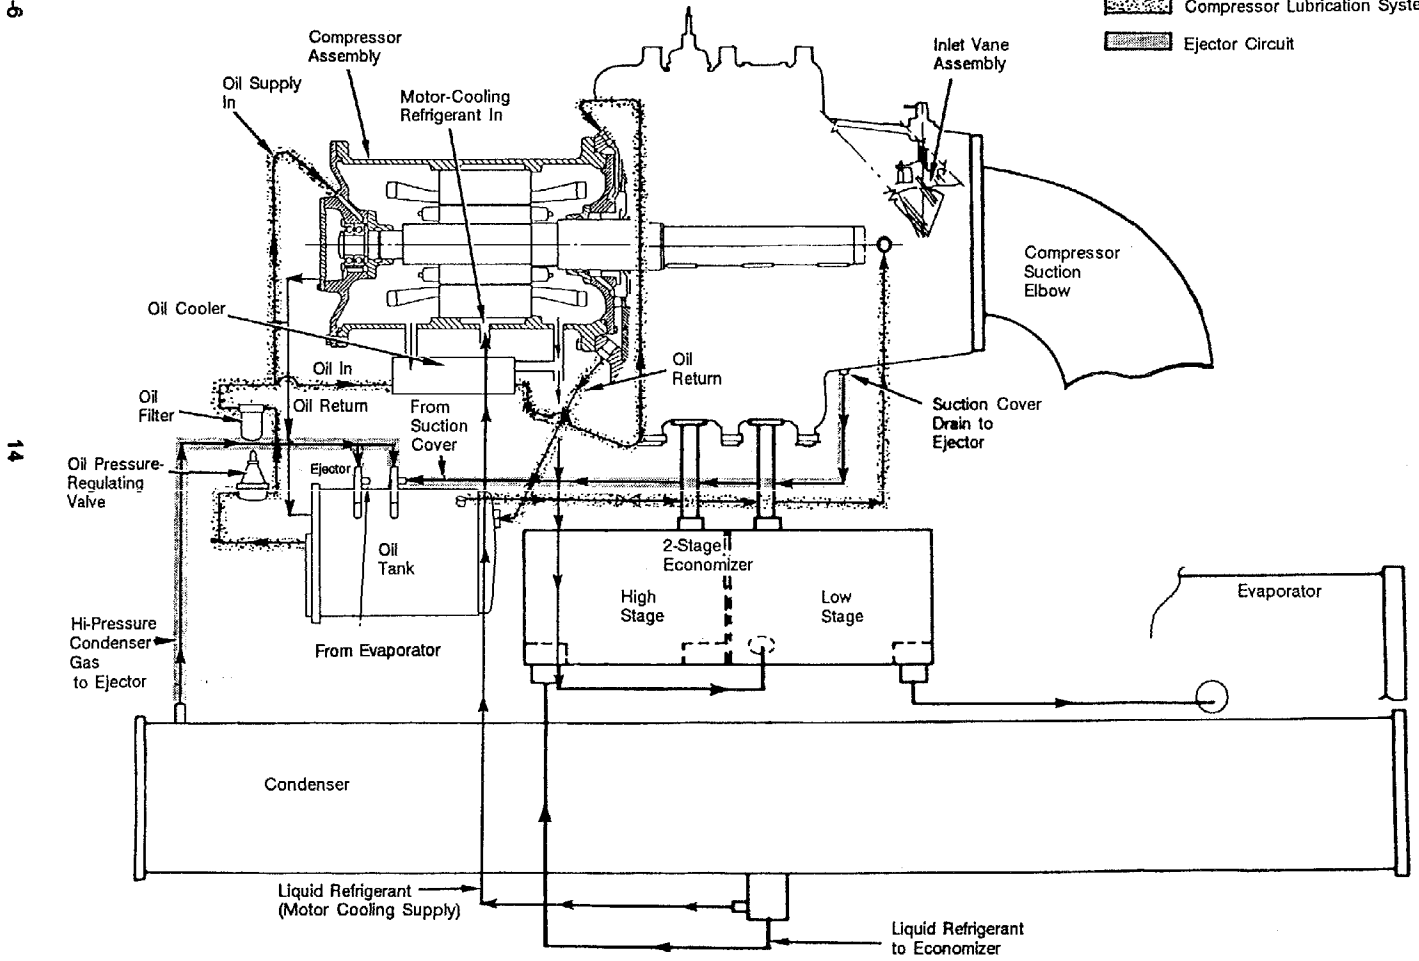 -6
14
Compressor Lubrication Syste
Ejector Circuit
Compressor
Assembly
Oil Supply
In
Motor-Cooling
Refrigerant In
Inlet Vane
Assembly
Compressor
Suction
Elbow
Oil Cooler
Oil In
Oil
Return
Oil
Filter
Oil Return
From
Suction
Cover
Suction Cover
Drain to
Ejector
Oil Pressure-
Regulating
Valve
Ejector
Oil
Tank
2-Stage
Economizer
High
Stage
Low
Stage
Evaporator
Hi-Pressure
Condenser
Gas
to Ejector
From Evaporator
Condenser
Liquid Refrigerant
(Motor Cooling Supply)
Liquid Refrigerant
to Economizer